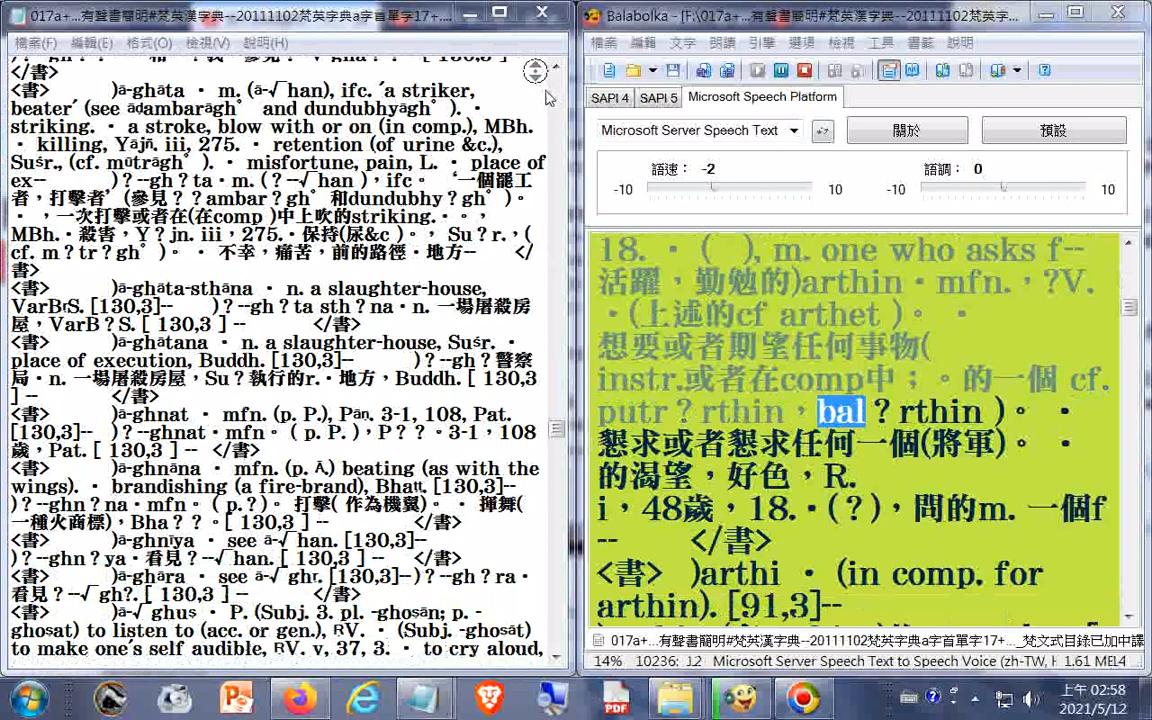 有聲書簡明#梵英漢字典--20111102梵英字典a字首單字17+...
檔案(F) 編輯(E) 格式(O) 檢視(V) 說明(H)
</書>
<書> )ā-ghāta • m. (ā-√han), ifc. ʻa striker,
beaterʼ (see āḍambarāgh° and dundubhyāgh°). •
striking. • a stroke, blow with or on (in comp.), MBh.
• killing, Yājñ. iii, 275. • retention (of urine &c.),
Suśr., (cf. mūtrāgh°). • misfortune, pain, L. • place of
ex-- )?--gh?ta•m. (?--√han)，ifc。‘一個罷工
者，打擊者’(參見??ambar?gh°和dundubhy?gh°)。
•，一次打擊或者在(在comp)中上吹的striking.•。，
MBh.•殺害，Y?jn. iii，275.•保持(尿&c)。，Su?r.，(
cf. m?tr?gh°)。•不幸，痛苦，前的路徑•地方-- </
書>
<書> )ā-ghāta-sthāna • n. a slaughter-house,
VarBṛS. [130,3]-- )?--gh?ta sth?na•n. 一場屠殺房
屋，VarB?S. [130,3]-- </書>
<書> )ā-ghātana • n. a slaughter-house, Suśr. •
place of execution, Buddh. [130,3]-- )?--gh?警察
局•n. 一場屠殺房屋，Su?執行的r.•地方，Buddh. [130,3
]-- </書>
<書> )ā-ghnat • mfn. (p. P.), Pāṇ. 3-1, 108, Pat.
[130,3]-- )?--ghnat•mfn。(p. P.)，P??。3-1，108
歲，Pat. [130,3]-- </書>
<書> )ā-ghnāna • mfn. (p. Ā.) beating (as with the
wings). • brandishing (a fire-brand), Bhaṭṭ. [130,3]--
)?--ghn?na•mfn(p.?)。打擊(作為機翼)。•揮舞(
一種火商標)，Bha??。[130,3]-- </書>
<書> )ā-ghnīya • see ā-√han. [130,3]--
)?--ghn?ya•看見?--√han. [130,3]-- </書>
<書> )ā-ghāra • see ā-√ghṛ. [130,3]--)?--gh?ra•
看見?--√gh?. [130,3]-- </書>
<書> )ā-√ghuṣ • P. (Subj. 3. pl. -ghoṣān; p. -
ghoṣat) to listen to (acc. or gen.), ṚV. • (Subj. -ghoṣāt)
to make one's self audible, ṚV. v, 37, 3. • to cry aloud,
Balabolka - [F:\017a+...有聲書簡明#梵英漢字典--20111102梵英字...
檔案 編輯 文字 朗讀 引擎 選項 檢視 工具 書籤 說明
SAPI 4 SAPI 5 Microsoft Speech Platform
Microsoft Server Speech Text 關於 預設
語速： -2 語調： 0
-10 10 -10 10
18. • ( ), m. one who asks f--
活躍，勤勉的)arthin•mfn.，?V.
•(上述的cf arthet)。•
想要或者期望任何事物(
instr.或者在comp中；。的一個 cf.
putr?rthin，bal?rthin)。•
懇求或者懇求任何一個(將軍)。•
的渴望，好色，R.
i，48歲，18.•(?)，問的m. 一個f
-- </書>
<書> )arthi • (in comp. for
arthin). [91,3]--
017a+...有聲書簡明#梵英漢字典--20111102梵英字典a字首單字17+..._梵文式目錄已加中譯
14% 10236: Microsoft Server Speech Text to Speech Voice (zh-TW, H 1.61
上午 02:58
2021/5/12